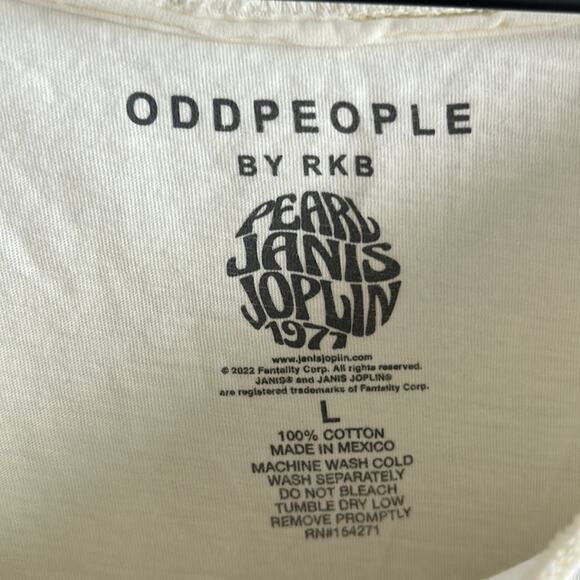 ODDPEOPLE
BY RKB
PEARL
JANIS
JOPLIN
1971
www.janisjoplin.com
© 2022 Fantality Corp. All rights reserved.
JANIS® and JANIS JOPLIN®
are registered trademarks of Fantality Corp.
L
100% COTTON
MADE IN MEXICO
MACHINE WASH COLD
WASH SEPARATELY
DO NOT BLEACH
TUMBLE DRY LOW
REMOVE PROMPTLY
RN#154271